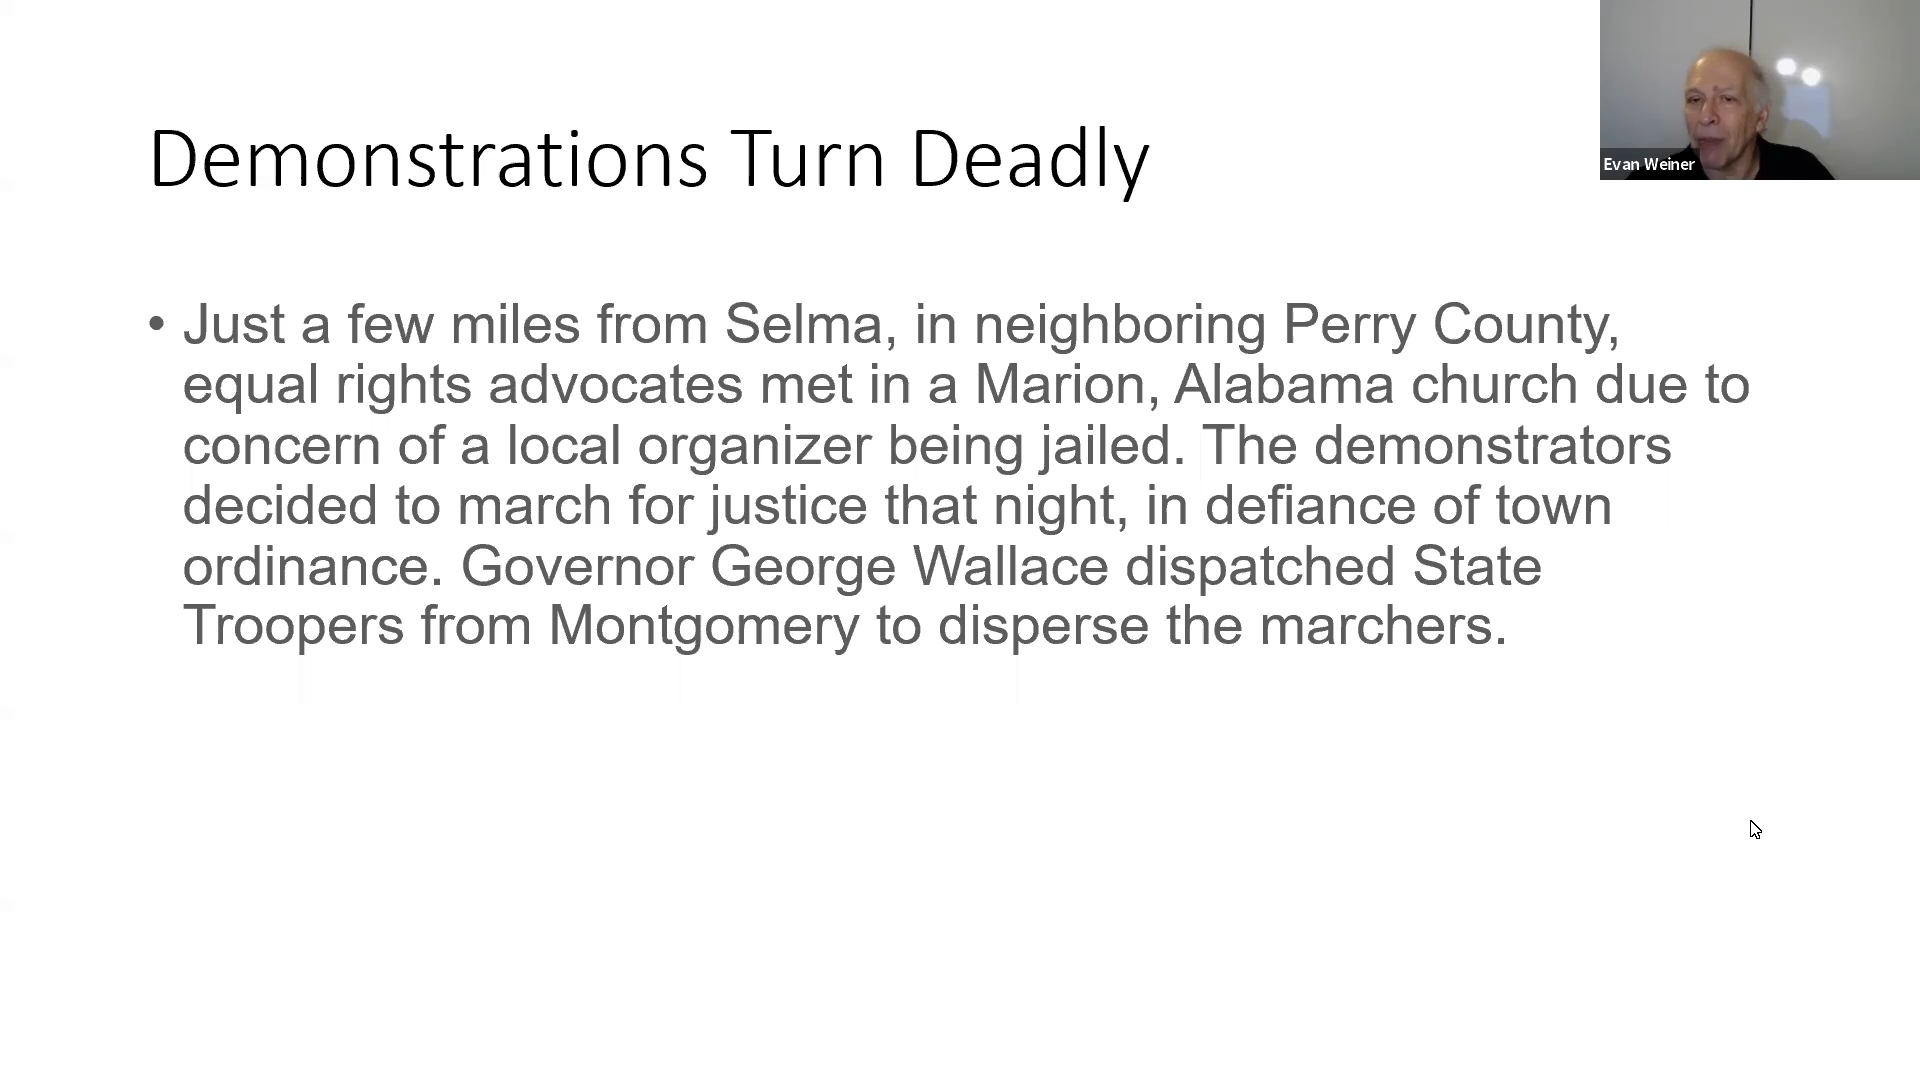 Evan Weiner
Demonstrations Turn Deadly
• Just a few miles from Selma, in neighboring Perry County,
equal rights advocates met in a Marion, Alabama church due to
concern of a local organizer being jailed. The demonstrators
decided to march for justice that night, in defiance of town
ordinance. Governor George Wallace dispatched State
Troopers from Montgomery to disperse the marchers.